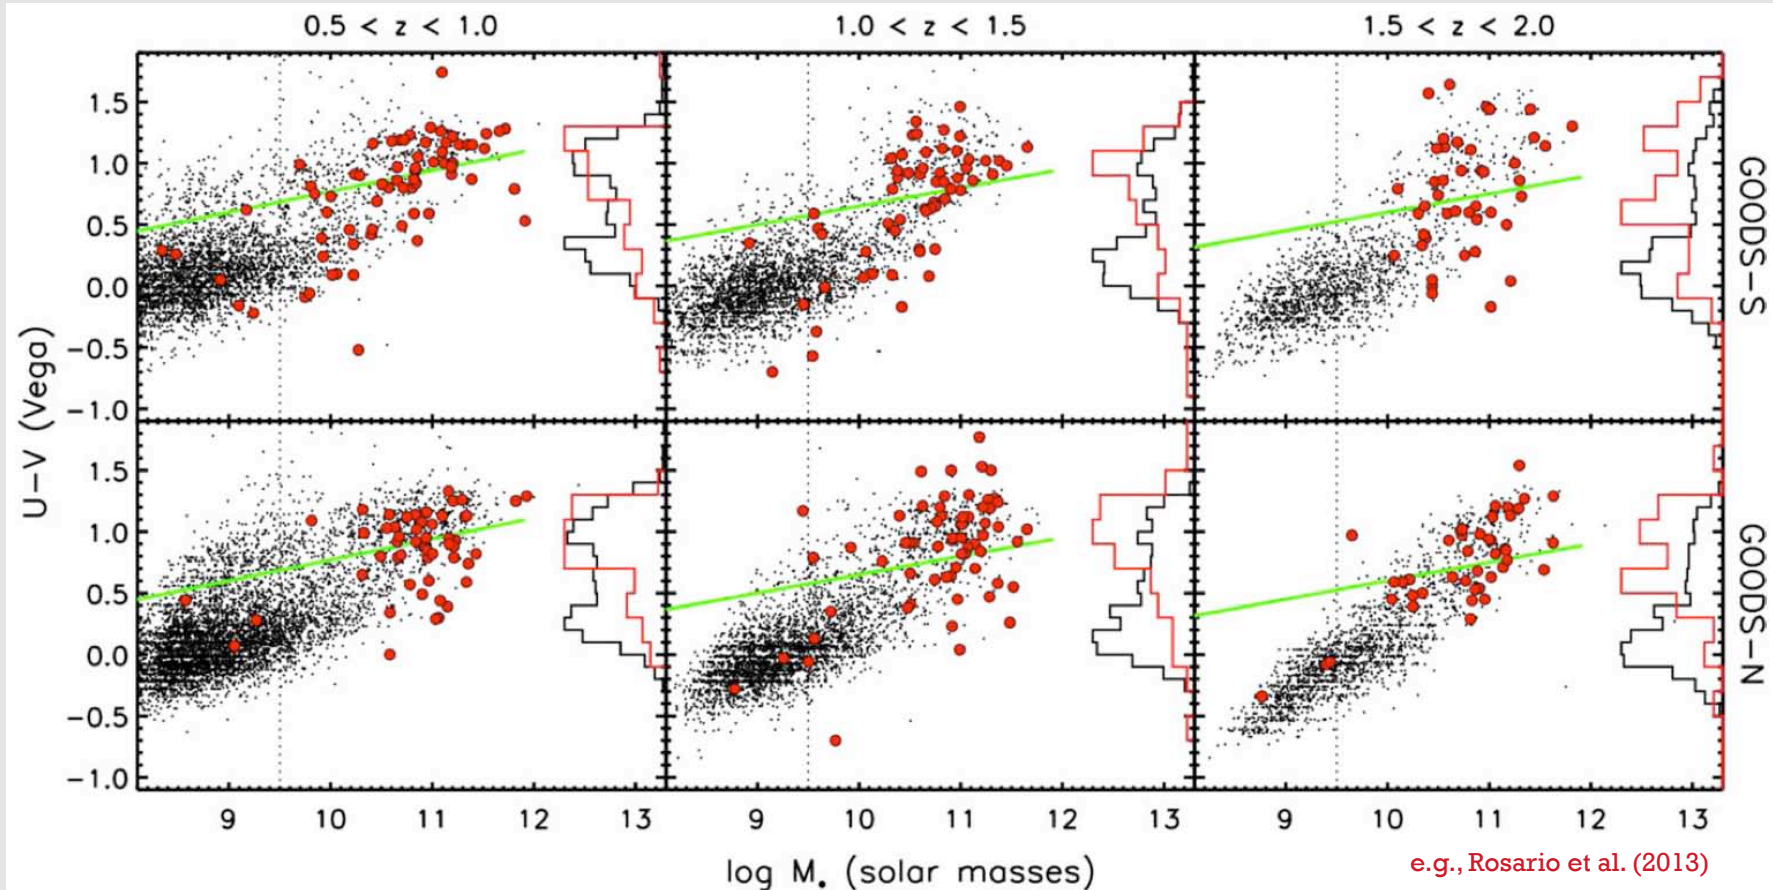 0.5 < z < 1.0 1.0 < z < 1.5 1.5 < z < 2.0
1.5
1.0
0.5
0.0
−0.5
−1.0
GOODS−S
U−V (Vega)
1.5
1.0
0.5
0.0
−0.5
−1.0
GOODS−N
9 10 11 12 13 9 10 11 12 13 9 10 11 12 13
log M* (solar masses)
e.g., Rosario et al. (2013)